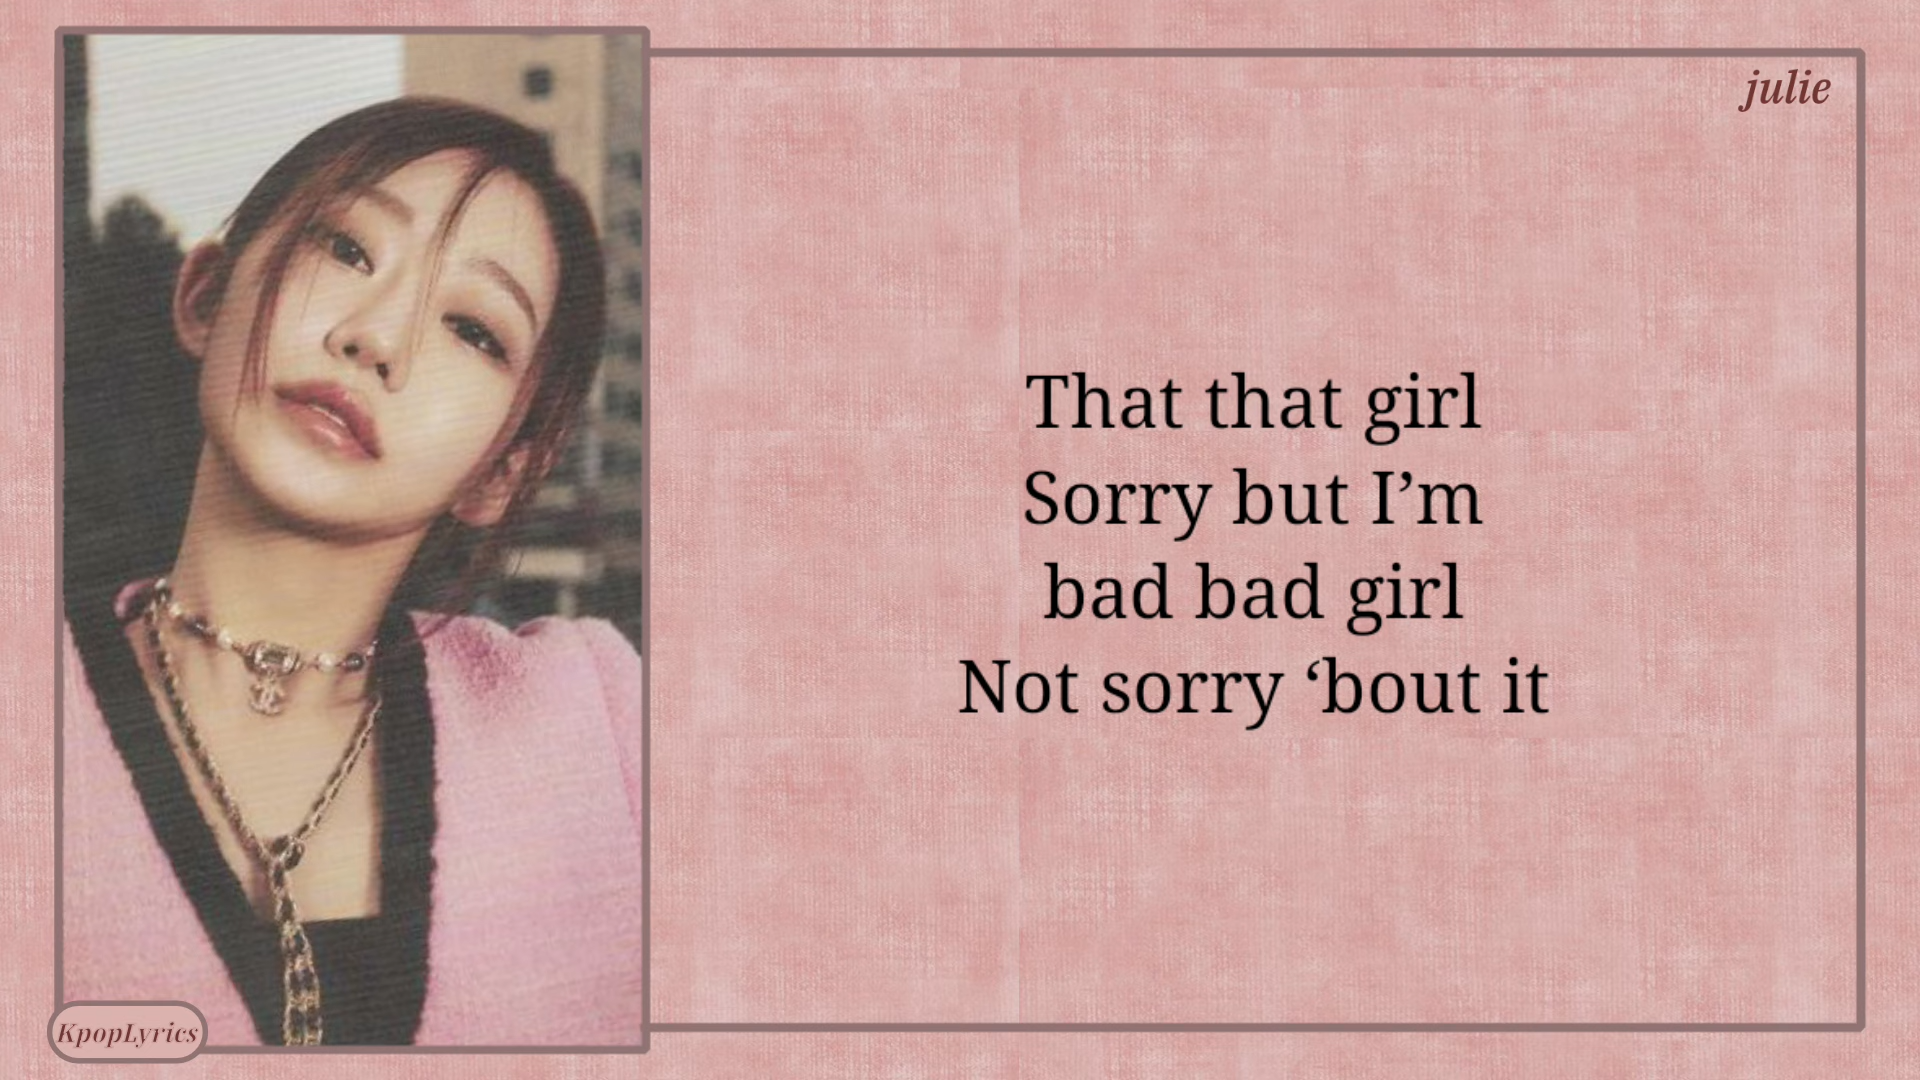 julie
That that girl
Sorry but I’m
bad bad girl
Not sorry ‘bout it
KpopLyrics